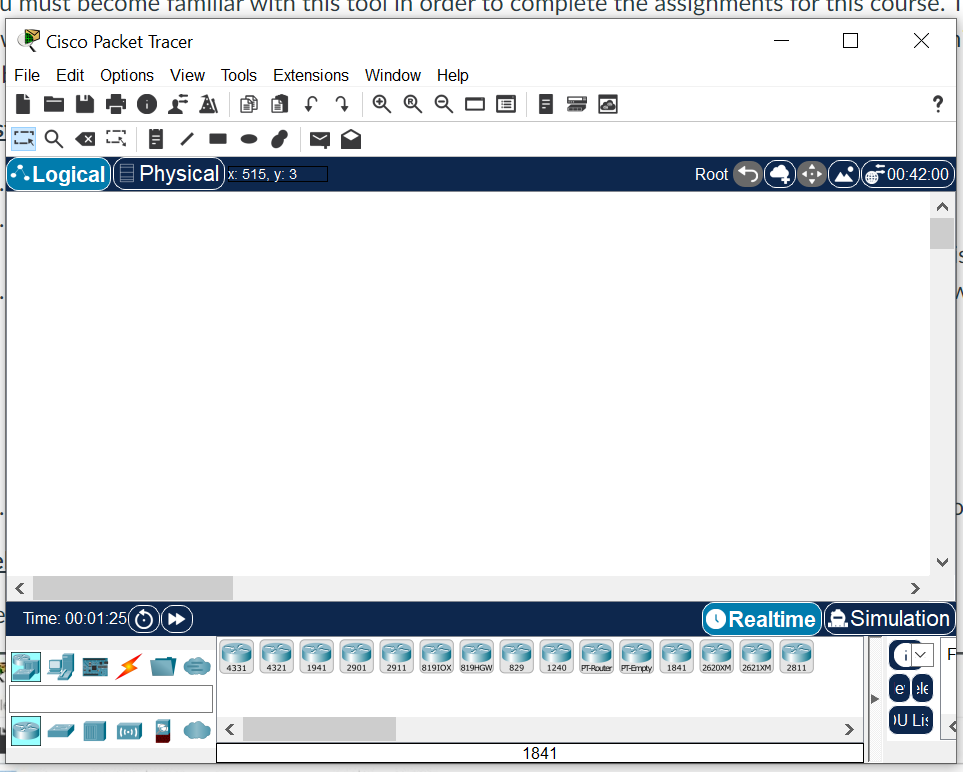 u must become familiar with this tool in order to complete the assignments for this course.
Cisco Packet Tracer
File Edit Options View Tools Extensions Window Help
?
Logical Physical x: 515, y: 3 Root 00:42:00
Time: 00:01:25 Realtime Simulation
4331 4321 1941 2901 2911 819IOX 819HGW 829 1240 PT-Router PT-Empty 1841 2620XM 2621XM 2811
1841